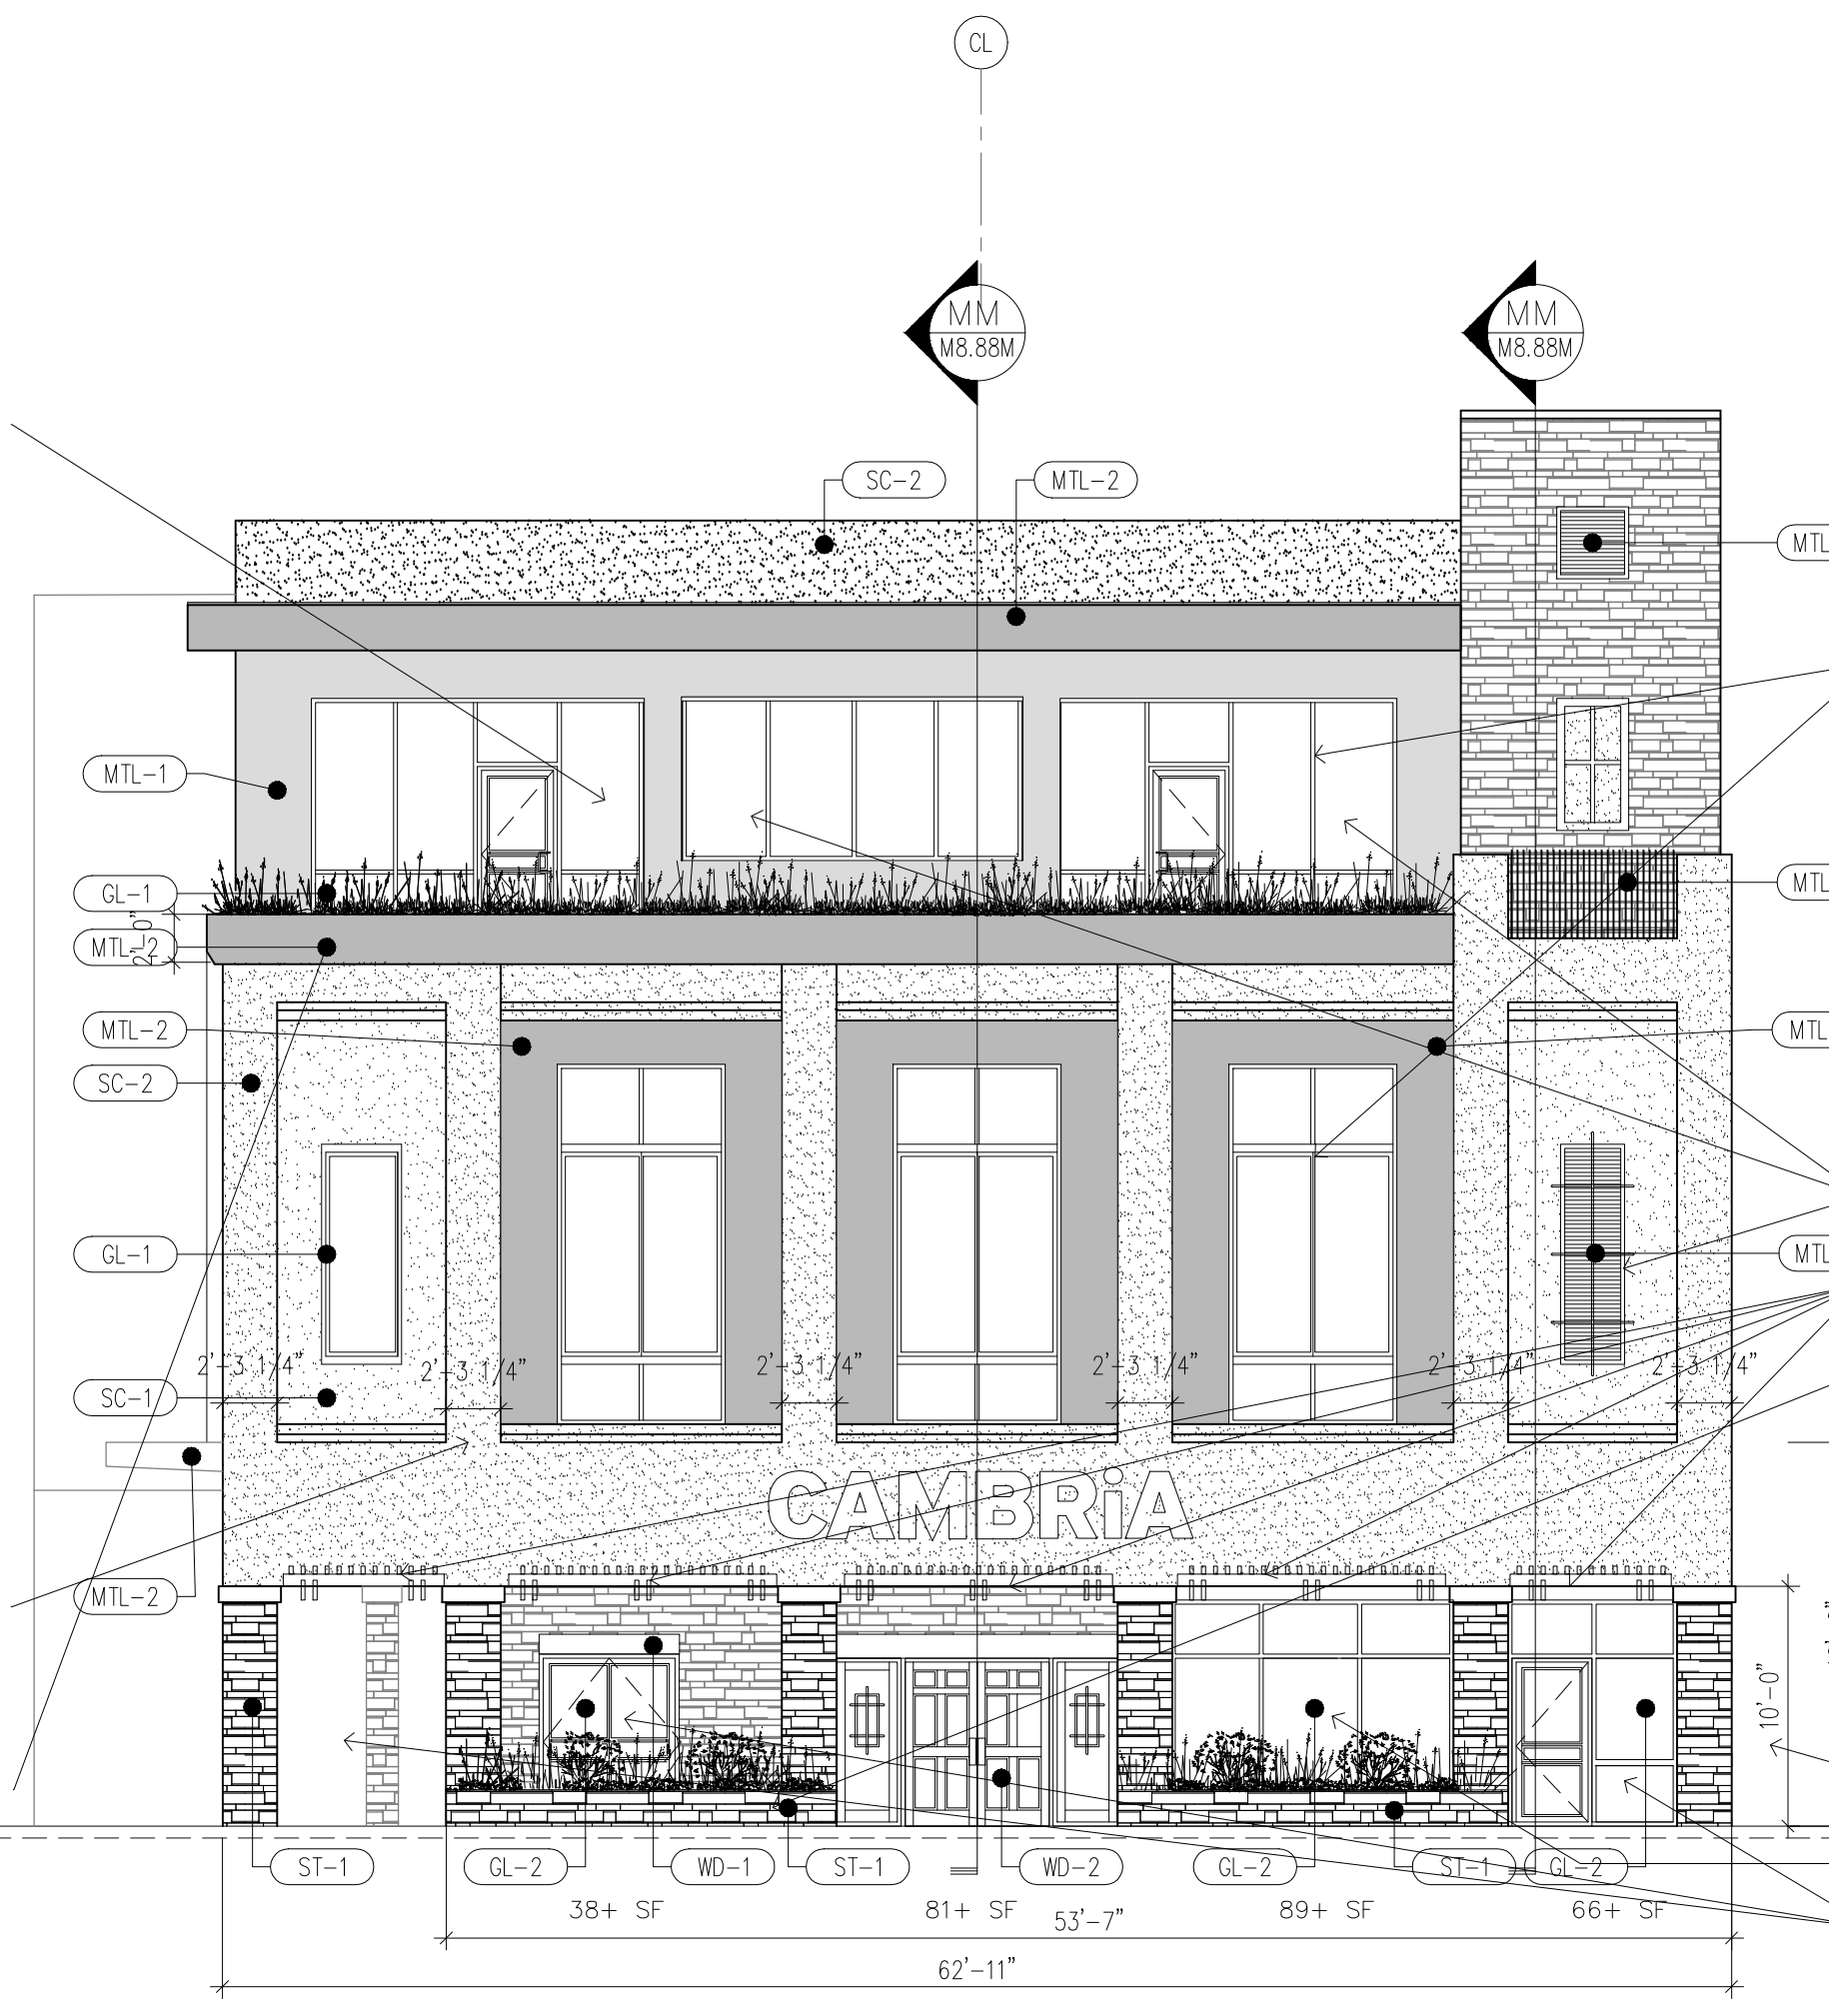 CL
MM
M8.88M
MM
M8.88M
SC-2
MTL-2
MTL
MTL-1
GL-1
MTL
2'-0"
MTL-2
MTL-2
MTL
SC-2
GL-1
MTL
2'-3 1/4"
2'-3 1/4"
2'-3 1/4"
2'-3 1/4"
2'-3 1/4"
2'-3 1/4"
SC-1
CAMBRiA
MTL-2
10'-0"
ST-1
GL-2
WD-1
ST-1
WD-2
GL-2
ST-1
GL-2
38+ SF
81+ SF
89+ SF
66+ SF
53'-7"
62'-11"